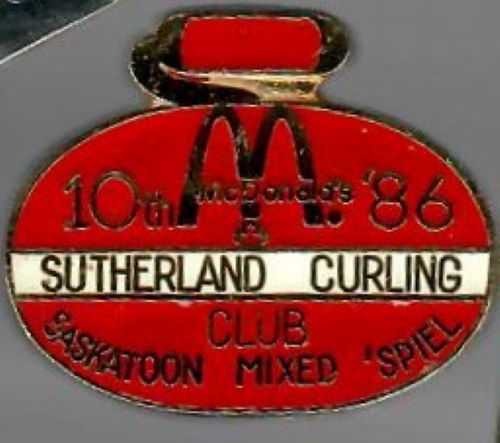 McDonald's
10th '86
SUTHERLAND CURLING
CLUB
SASKATOON MIXED 'SPIEL